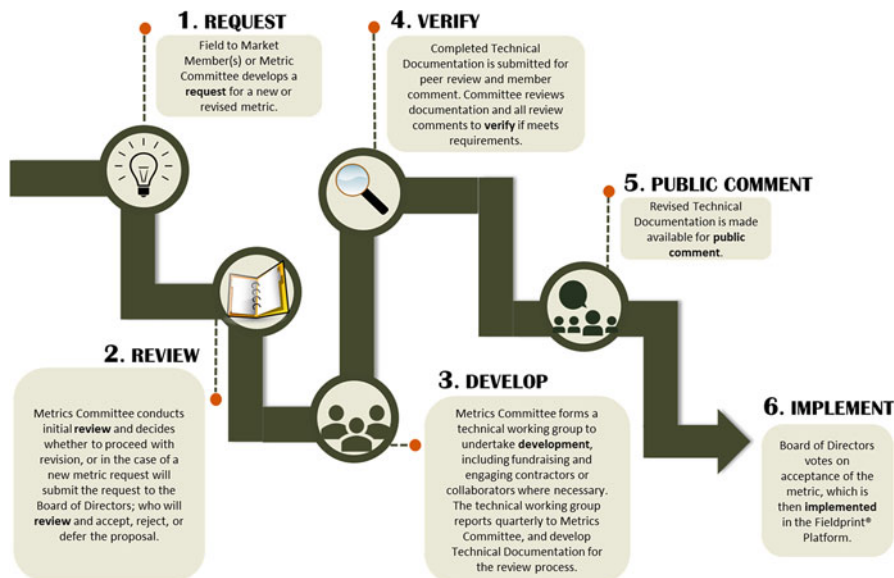 1. REQUEST
Field to Market
Member(s) or Metric
Committee develops a
request for a new or
revised metric.
2. REVIEW
Metrics Committee conducts
initial review and decides
whether to proceed with
revision, or in the case of a
new metric request will
submit the request to the
Board of Directors; who will
review and accept, reject, or
defer the proposal.
3. DEVELOP
Metrics Committee forms a
technical working group to
undertake development,
including fundraising and
engaging contractors or
collaborators where necessary.
The technical working group
reports quarterly to Metrics
Committee, and develop
Technical Documentation for
the review process.
4. VERIFY
Completed Technical
Documentation is submitted for
peer review and member
comment. Committee reviews
documentation and all review
comments to verify if meets
requirements.
5. PUBLIC COMMENT
Revised Technical
Documentation is made
available for public
comment.
6. IMPLEMENT
Board of Directors
votes on
acceptance of the
metric, which is
then implemented
in the Fieldprint®
Platform.